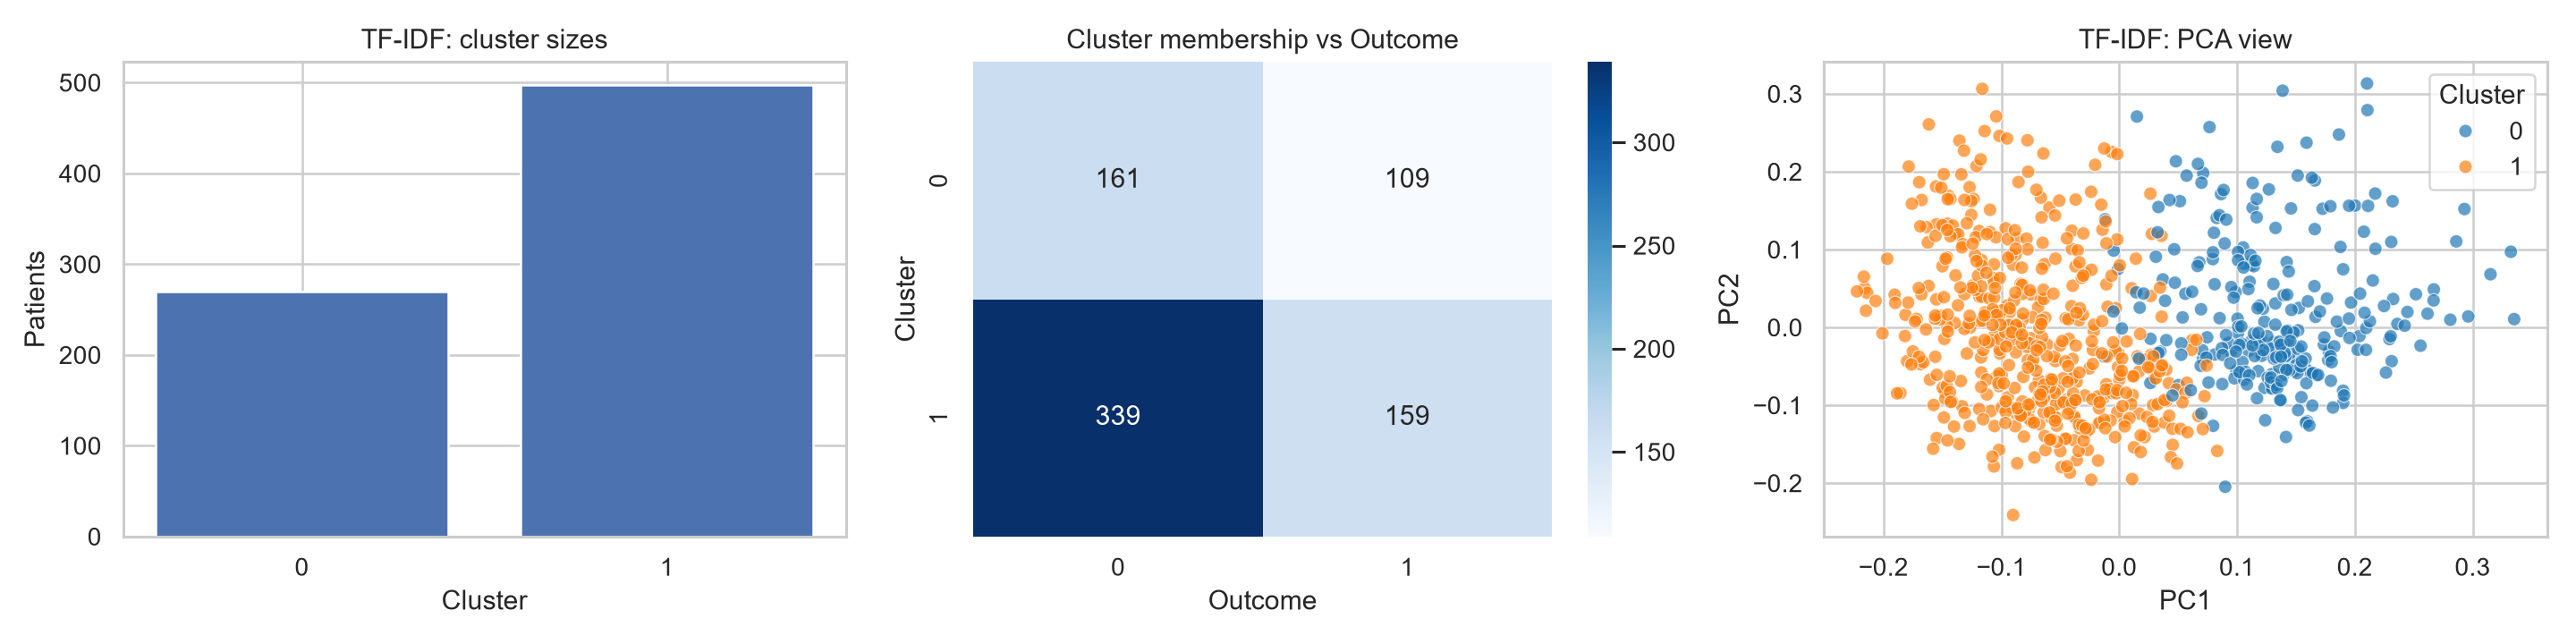 TF-IDF: cluster sizes
500
400
300
200
100
0
Patients
0 1
Cluster
Cluster membership vs Outcome
0
1
Cluster
161 109
339 159
0 1
Outcome
300
250
200
150
TF-IDF: PCA view
Cluster
0
1
0.3
0.2
0.1
0.0
−0.1
−0.2
PC2
−0.2 −0.1 0.0 0.1 0.2 0.3
PC1